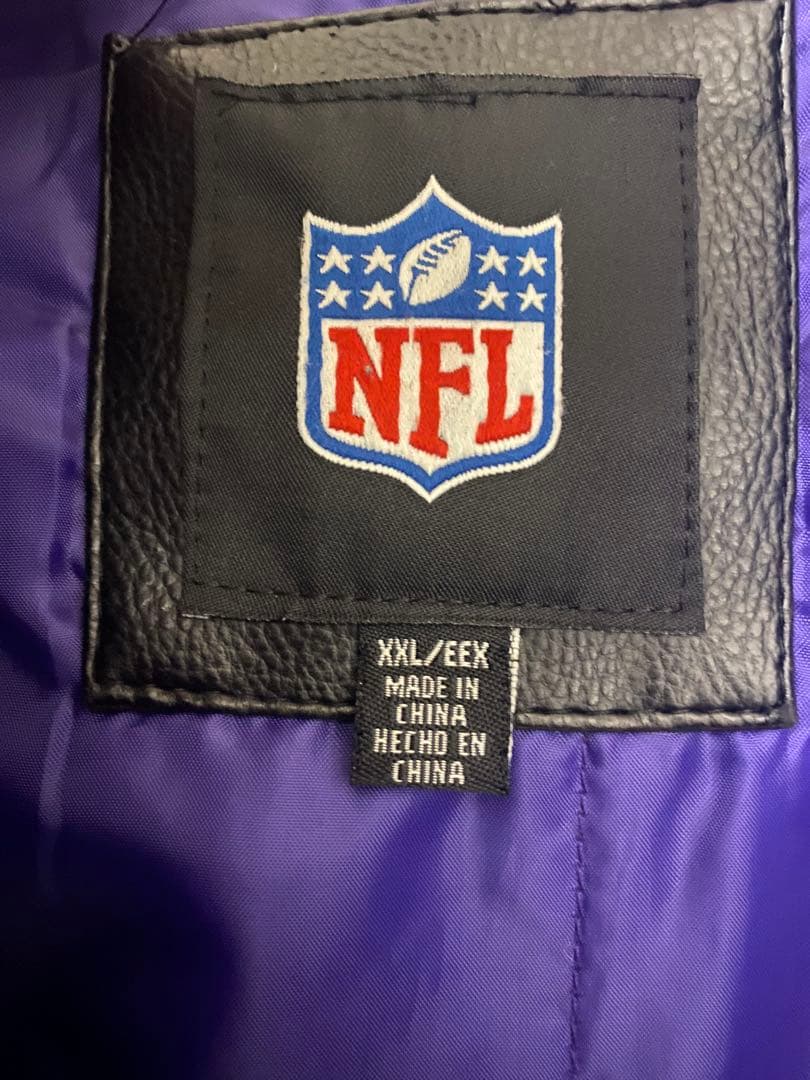 NFL
XXL/EEX
MADE IN
CHINA
HECHO EN
CHINA